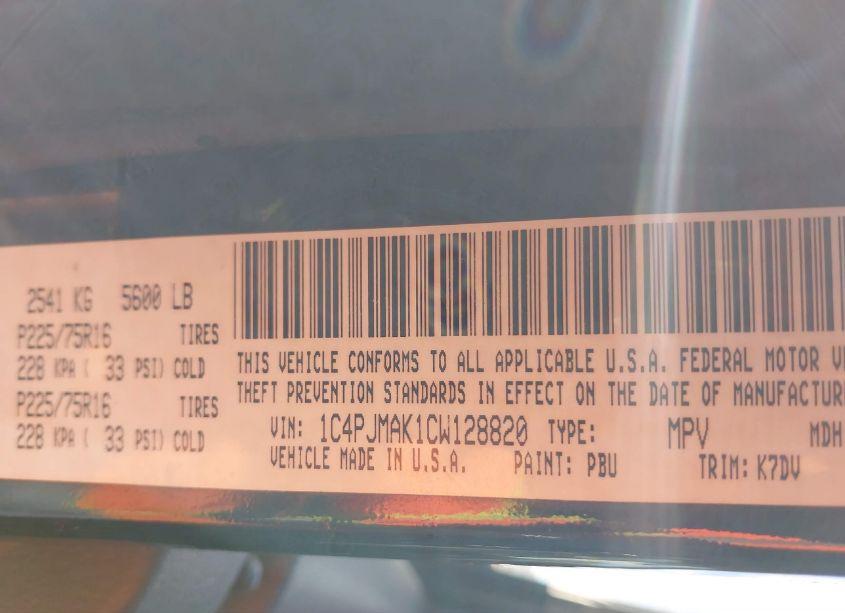 2541 KG 5600 LB
P225/75R16 TIRES
228 KPA ( 33 PSI) COLD
P225/75R16 TIRES
228 KPA ( 33 PSI) COLD
THIS VEHICLE CONFORMS TO ALL APPLICABLE U.S.A. FEDERAL MOTOR VE
THEFT PREVENTION STANDARDS IN EFFECT ON THE DATE OF MANUFACTUR
VIN: 1C4PJMAK1CW128820 TYPE: MPV MDH
VEHICLE MADE IN U.S.A. PAINT: PBU TRIM: K7DV